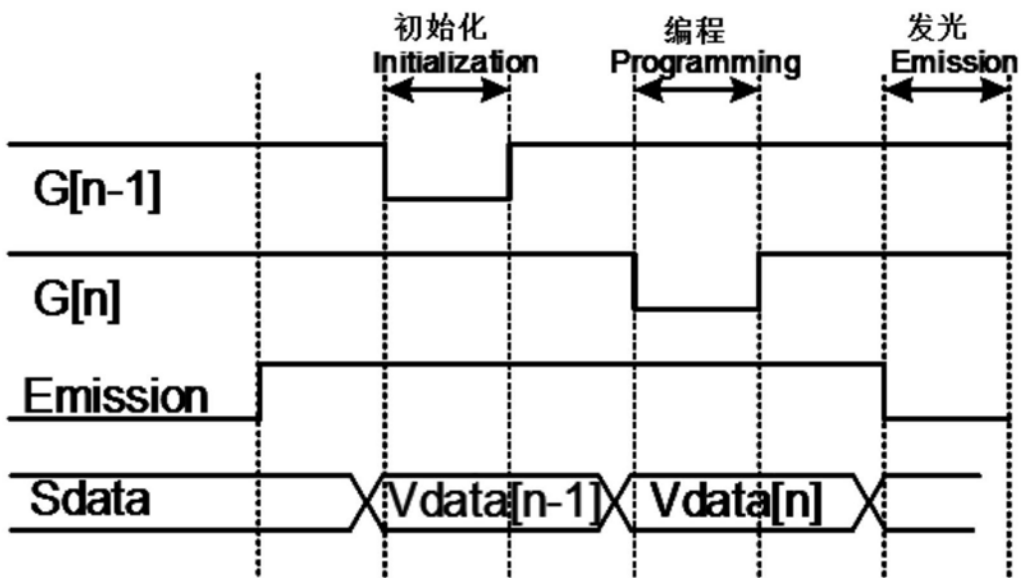 初始化 编程 发光
Initialization Programming Emission
G[n-1]
G[n]
Emission
Sdata Vdata[n-1] Vdata[n]